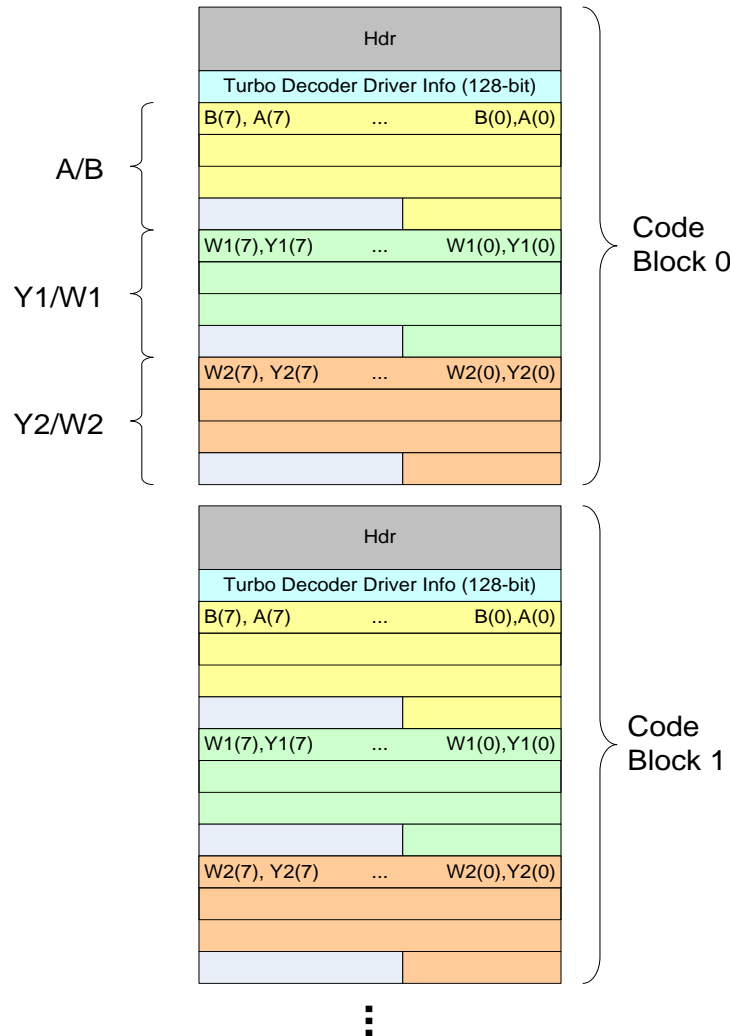 Hdr
Turbo Decoder Driver Info (128-bit)
B(7), A(7) ... B(0),A(0)
A/B
W1(7),Y1(7) ... W1(0),Y1(0)
Y1/W1
W2(7), Y2(7) ... W2(0),Y2(0)
Y2/W2
Code
Block 0
Hdr
Turbo Decoder Driver Info (128-bit)
B(7), A(7) ... B(0),A(0)
W1(7),Y1(7) ... W1(0),Y1(0)
W2(7), Y2(7) ... W2(0),Y2(0)
Code
Block 1